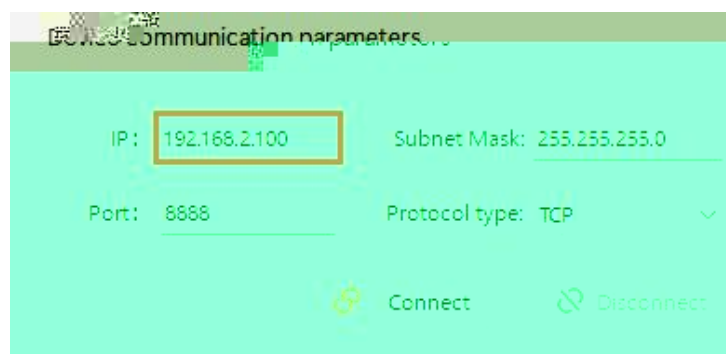 Device communication parameters
IP: 192.168.2.100 Subnet Mask: 255.255.255.0
Port: 8888 Protocol type: TCP
Connect Disconnect